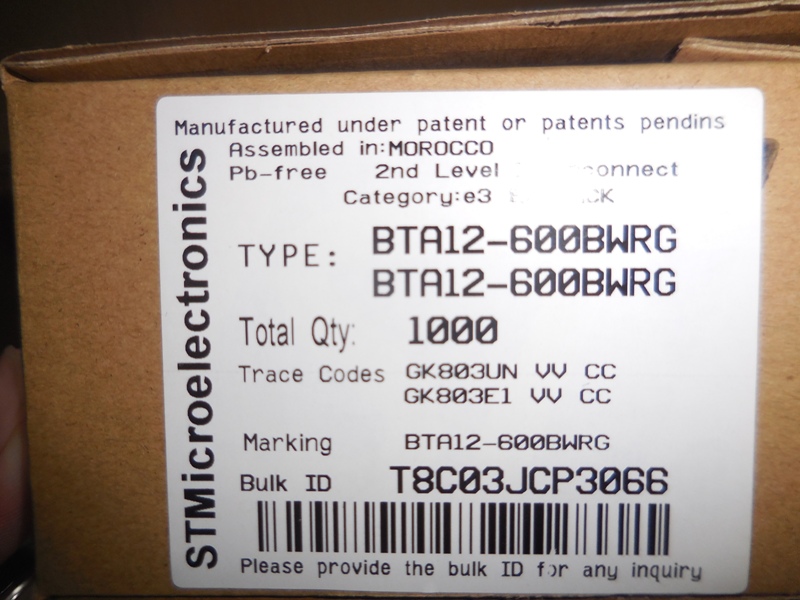 STMicroelectronics
Manufactured under patent or patents pendins
Assembled in:MOROCCO
Pb-free 2nd Level
Category:e3
TYPE: BTA12-600BWRG
BTA12-600BWRG
Total Qty: 1000
Trace Codes GK803UN VV CC
GK803E1 VV CC
Marking BTA12-600BWRG
Bulk ID T8C03JCP3066
Please provide the bulk ID for any inquiry